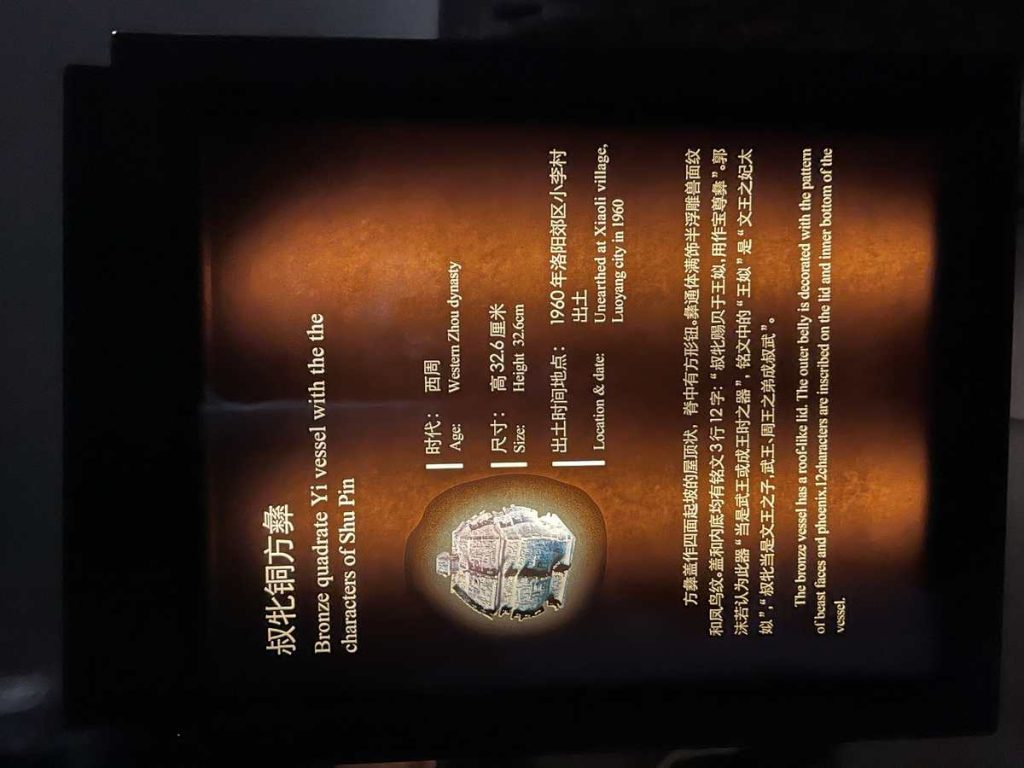 叔牝铜方彝
Bronze quadrate Yi vessel with the the
characters of Shu Pin
时代： 西周
Age: Western Zhou dynasty
尺寸： 高 32.6 厘米
Size: Height 32.6cm
出土时间地点： 1960 年洛阳郊区小李村
出土
Location & date: Unearthed at Xiaoli village,
Luoyang city in 1960
方彝盖作四面起坡的屋顶状，脊中有方形钮。彝通体满饰半浮雕兽面纹
和凤鸟纹。盖和内底均有铭文 3 行 12 字：“叔牝赐贝于王姒，用作宝尊彝”。郭
沫若认为此器“当是武王或成王时之器”，铭文中的“王姒”是“文王之妃太
姒”，“叔牝当是文王之子，武王、周王之弟成叔武”。
The bronze vessel has a roof-like lid. The outer belly is decorated with the pattern
of beast faces and phoenix.12characters are inscribed on the lid and inner bottom of the
vessel.